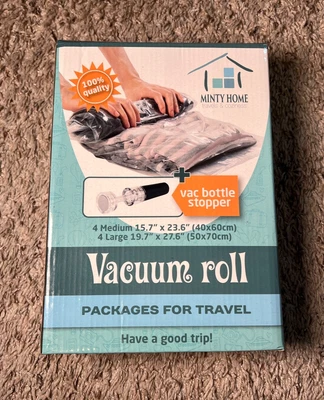 100%
quality
MINTY HOME
+
vac bottle
stopper
4 Medium 15.7" x 23.6" (40x60cm)
4 Large 19.7" x 27.6" (50x70cm)
Vacuum roll
PACKAGES FOR TRAVEL
Have a good trip!